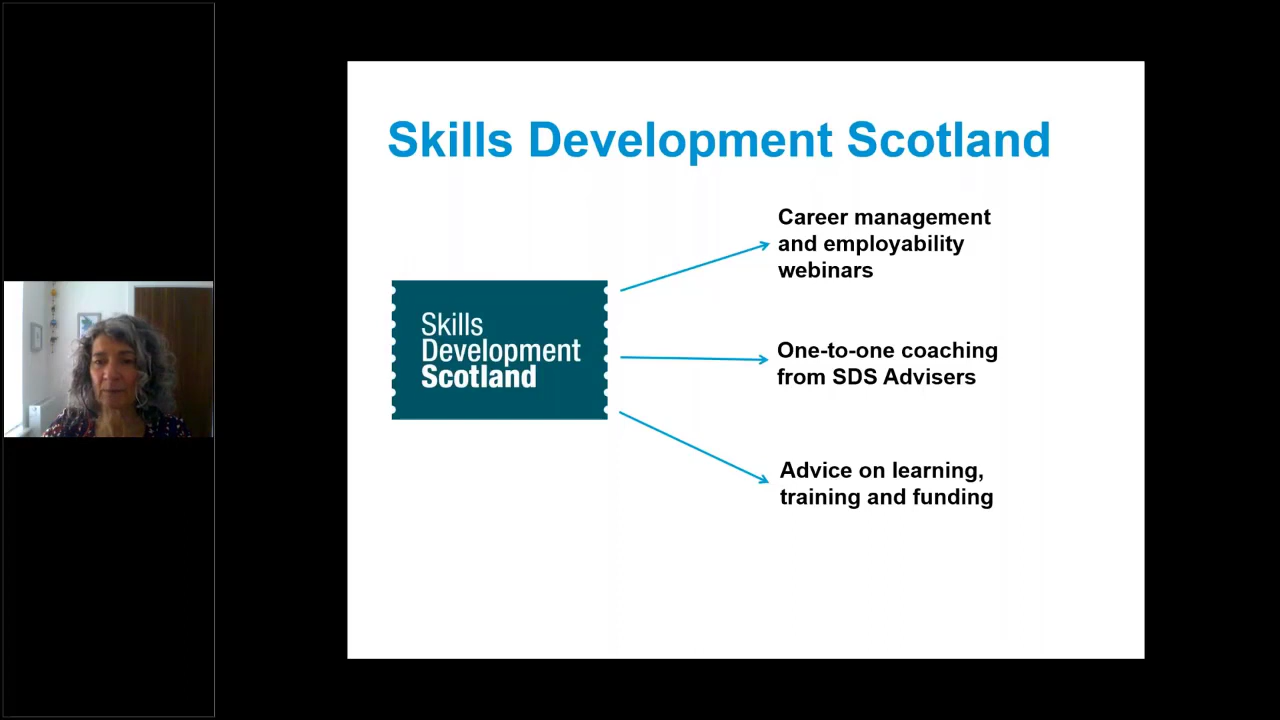 Skills Development Scotland
Skills
Development
Scotland
Career management
and employability
webinars
One-to-one coaching
from SDS Advisers
Advice on learning,
training and funding